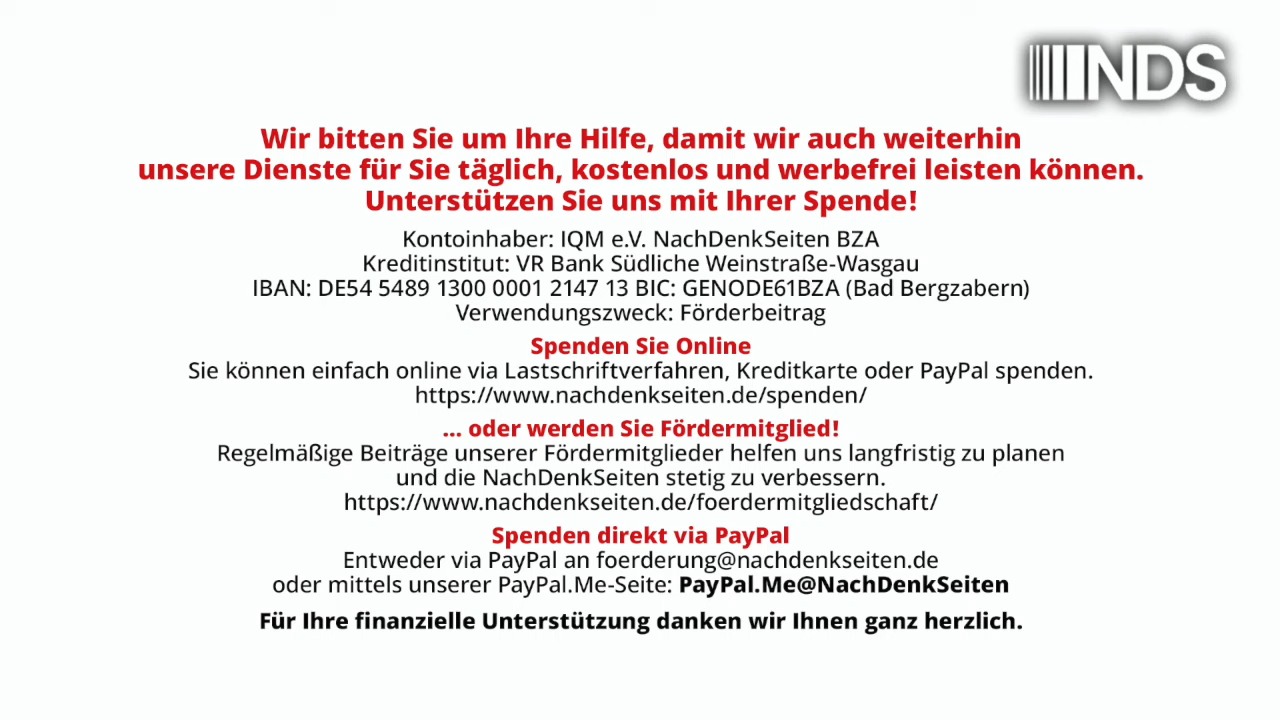 NDS
Wir bitten Sie um Ihre Hilfe, damit wir auch weiterhin
unsere Dienste für Sie täglich, kostenlos und werbefrei leisten können.
Unterstützen Sie uns mit Ihrer Spende!
Kontoinhaber: IQM e.V. NachDenkSeiten BZA
Kreditinstitut: VR Bank Südliche Weinstraße-Wasgau
IBAN: DE54 5489 1300 0001 2147 13 BIC: GENODE61BZA (Bad Bergzabern)
Verwendungszweck: Förderbeitrag
Spenden Sie Online
Sie können einfach online via Lastschriftverfahren, Kreditkarte oder PayPal spenden.
https://www.nachdenkseiten.de/spenden/
... oder werden Sie Fördermitglied!
Regelmäßige Beiträge unserer Fördermitglieder helfen uns langfristig zu planen
und die NachDenkSeiten stetig zu verbessern.
https://www.nachdenkseiten.de/foerdermitgliedschaft/
Spenden direkt via PayPal
Entweder via PayPal an foerderung@nachdenkseiten.de
oder mittels unserer PayPal.Me-Seite: PayPal.Me@NachDenkSeiten
Für Ihre finanzielle Unterstützung danken wir Ihnen ganz herzlich.